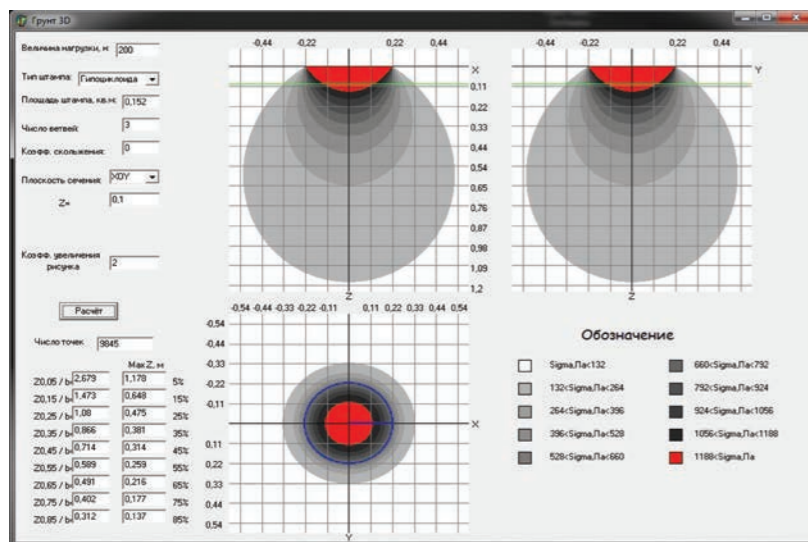 Грунт 3D
Величина нагрузки, н: 200
Тип штампа: Гипоциклоида
Площадь штампа, кв.м: 0,152
Число ветвей: 3
Коэфф. скольжения: 0
Плоскость сечения: XOY
Z= 0,1
Коэфф. увеличения рисунка 2
Расчёт
Число точек 9845
Мак Z, м
Z0,05 / b= 2,679 1,178 5%
Z0,15 / b= 1,473 0,648 15%
Z0,25 / b= 1,08 0,475 25%
Z0,35 / b= 0,866 0,381 35%
Z0,45 / b= 0,714 0,314 45%
Z0,55 / b= 0,589 0,259 55%
Z0,65 / b= 0,491 0,216 65%
Z0,75 / b= 0,402 0,177 75%
Z0,85 / b= 0,312 0,137 85%
-0,44 -0,22 0,22 0,44
X
0,11
0,22
0,33
0,44
0,54
0,65
0,76
0,87
0,98
1,09
1,2
Z
-0,44 -0,22 0,22 0,44
Y
Z
-0,54 -0,44 -0,33 -0,22 -0,11 0,11 0,22 0,33 0,44 0,54
-0,54
-0,44
-0,33
-0,22
-0,11
X
0,11
0,22
0,33
0,44
0,54
Y
Обозначение
Sigma,Па<132
132<Sigma,Па<264
264<Sigma,Па<396
396<Sigma,Па<528
528<Sigma,Па<660
660<Sigma,Па<792
792<Sigma,Па<924
924<Sigma,Па<1056
1056<Sigma,Па<1188
1188<Sigma,Па